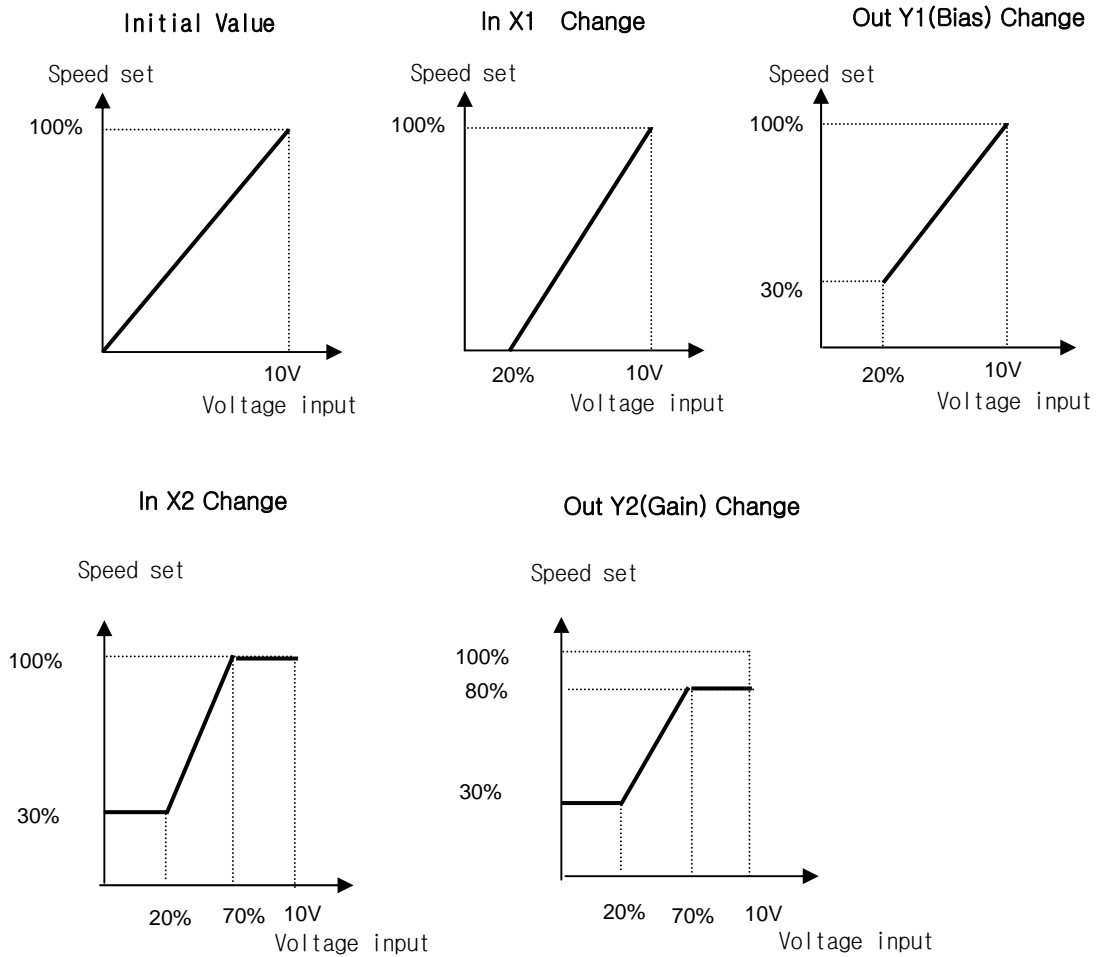 Initial Value
Speed set
100%
10V
Voltage input
In X1 Change
Speed set
100%
20%
10V
Voltage input
Out Y1(Bias) Change
Speed set
100%
30%
20%
10V
Voltage input
In X2 Change
Speed set
100%
30%
20%
70%
10V
Voltage input
Out Y2(Gain) Change
Speed set
100%
80%
30%
20%
70%
10V
Voltage input